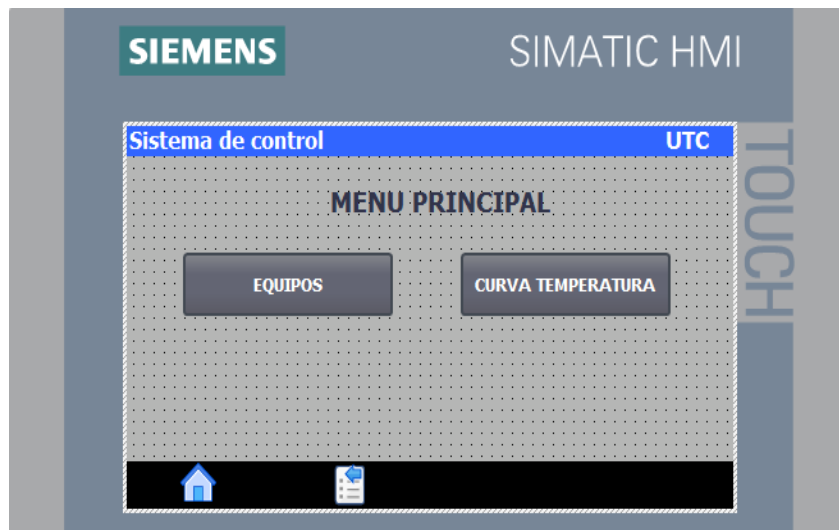 SIEMENS SIMATIC HMI
Sistema de control UTC
TOUCH
MENU PRINCIPAL
EQUIPOS CURVA TEMPERATURA